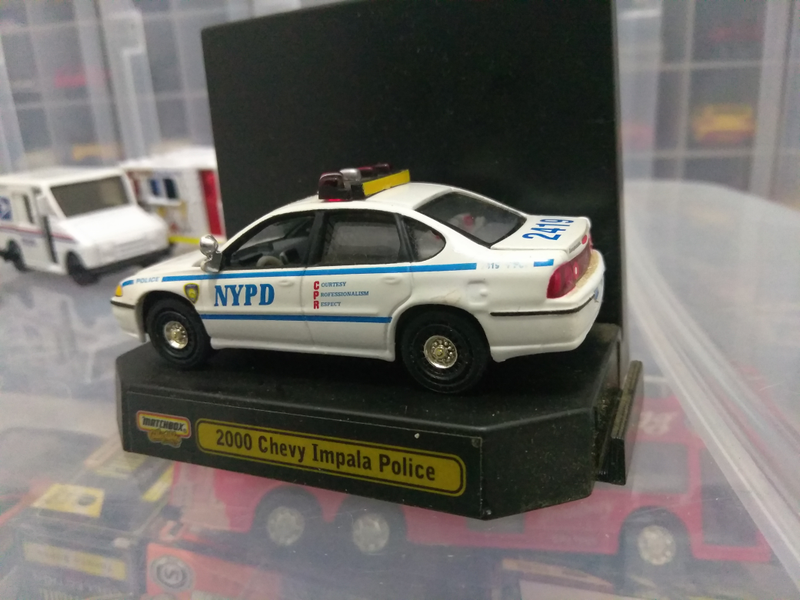 2419
POLICE
NYPD
COURTESY
PROFESSIONALISM
RESPECT
MATCHBOX
2000 Chevy Impala Police